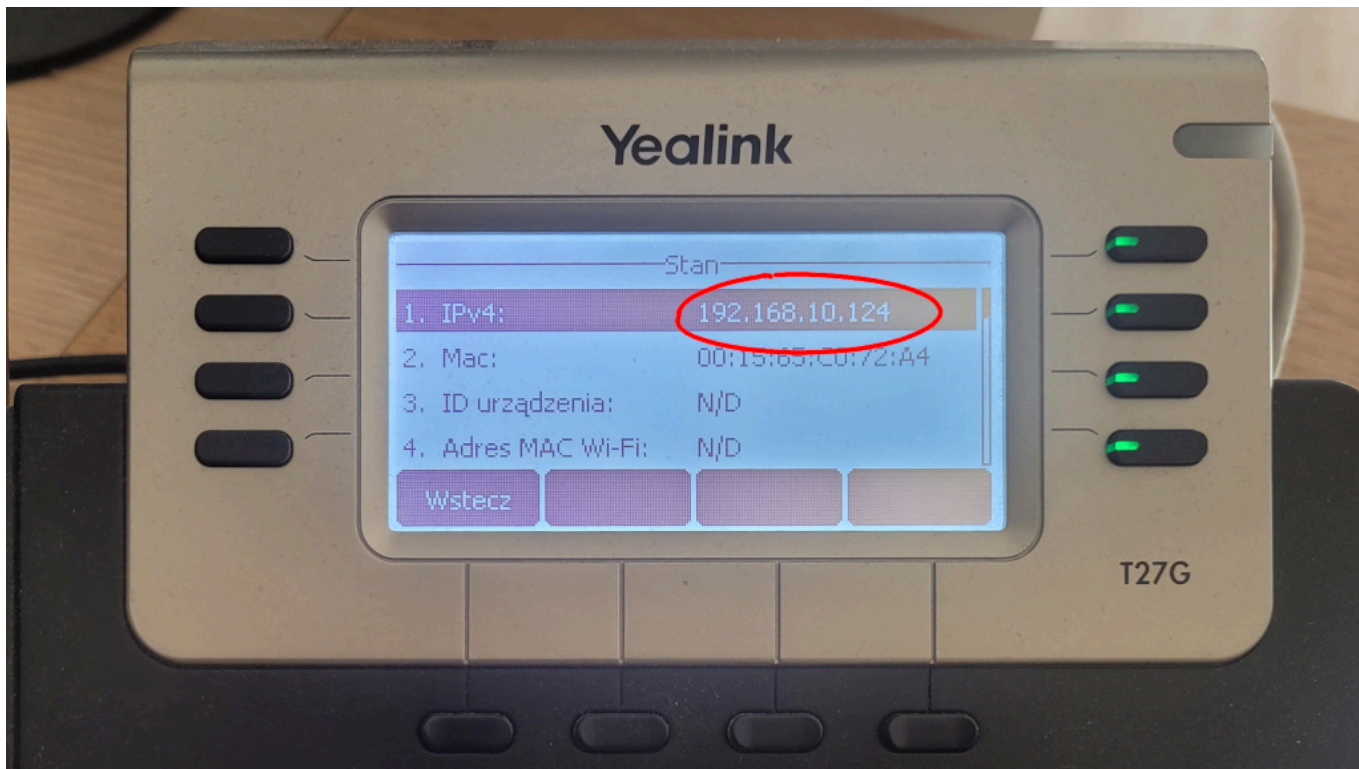 Yealink
Stan
1. IPv4: 192.168.10.124
2. Mac: 00:15:65:C0:72:A4
3. ID urządzenia: N/D
4. Adres MAC Wi-Fi: N/D
Wstecz
T27G